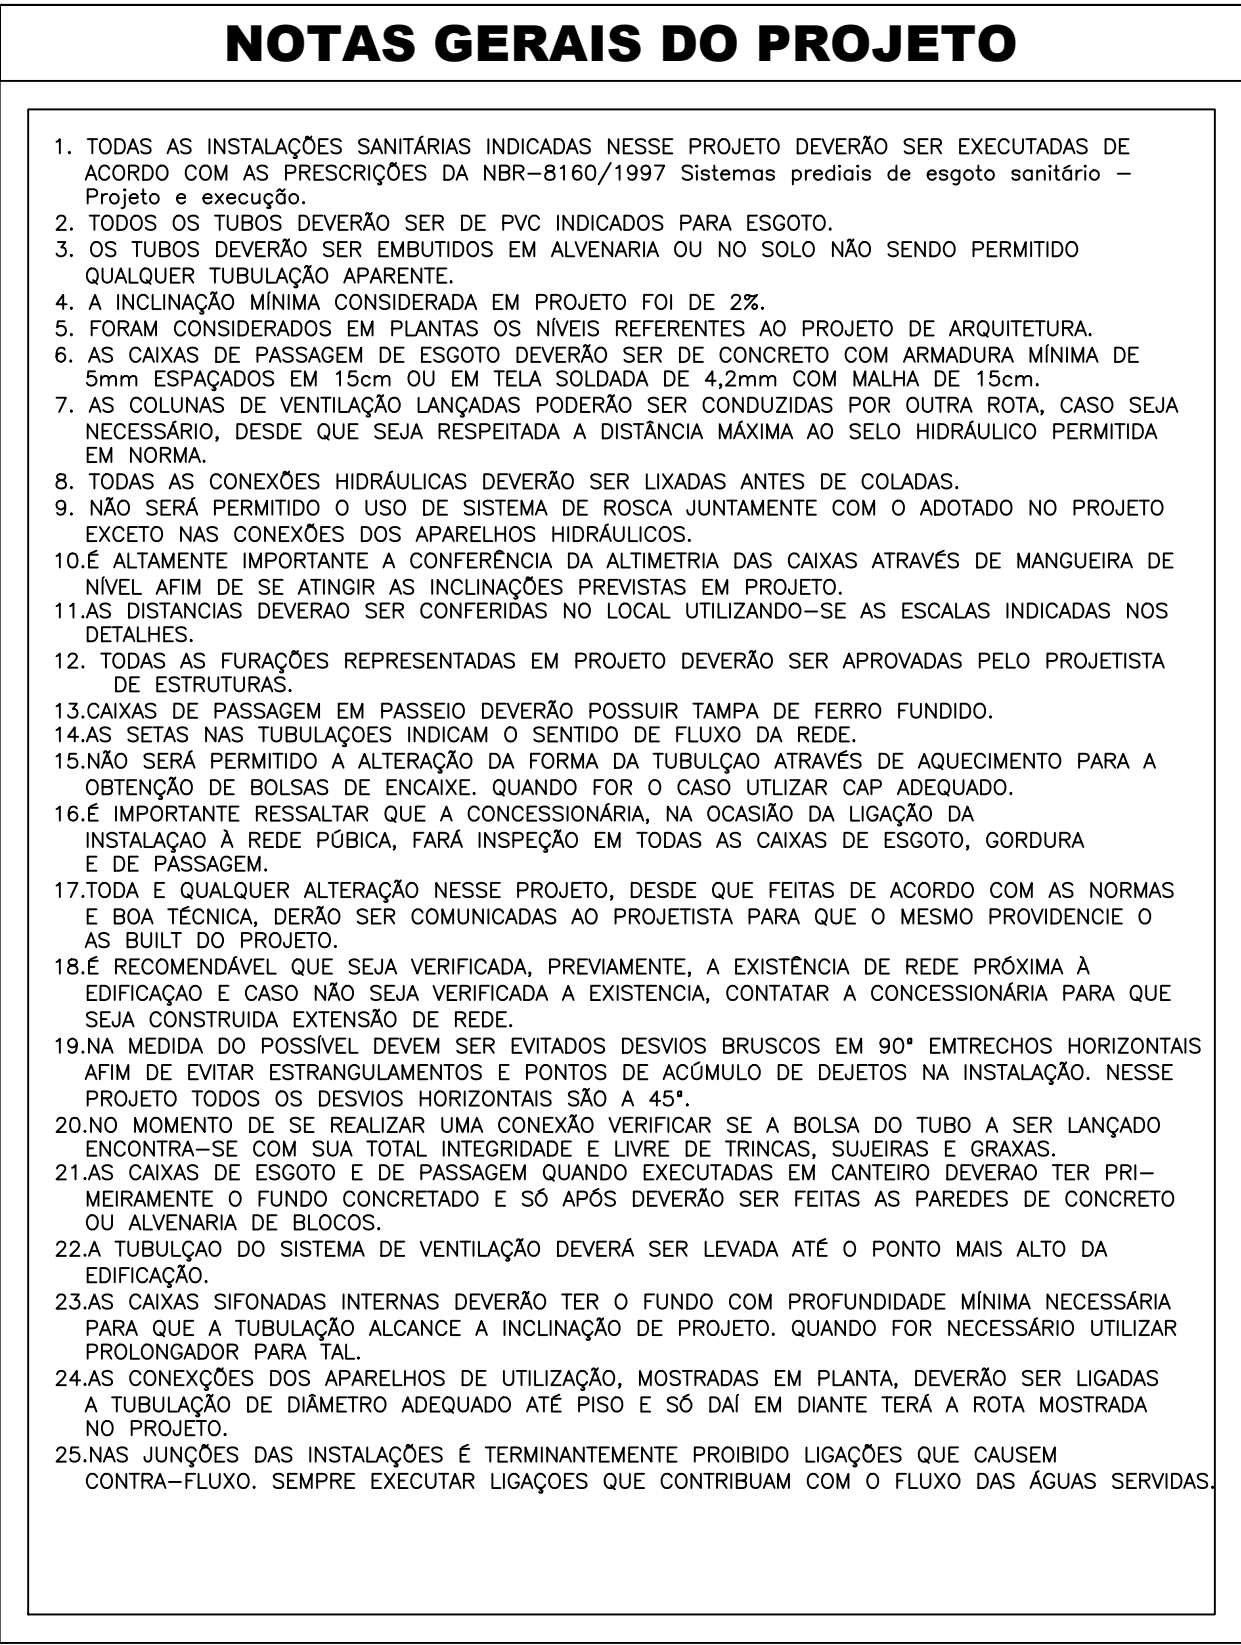 NOTAS GERAIS DO PROJETO
1. TODAS AS INSTALAÇÕES SANITÁRIAS INDICADAS NESSE PROJETO DEVERÃO SER EXECUTADAS DE
ACORDO COM AS PRESCRIÇÕES DA NBR-8160/1997 Sistemas prediais de esgoto sanitário -
Projeto e execução.
2. TODOS OS TUBOS DEVERÃO SER DE PVC INDICADOS PARA ESGOTO.
3. OS TUBOS DEVERÃO SER EMBUTIDOS EM ALVENARIA OU NO SOLO NÃO SENDO PERMITIDO
QUALQUER TUBULAÇÃO APARENTE.
4. A INCLINAÇÃO MÍNIMA CONSIDERADA EM PROJETO FOI DE 2%.
5. FORAM CONSIDERADOS EM PLANTAS OS NÍVEIS REFERENTES AO PROJETO DE ARQUITETURA.
6. AS CAIXAS DE PASSAGEM DE ESGOTO DEVERÃO SER DE CONCRETO COM ARMADURA MÍNIMA DE
5mm ESPAÇADOS EM 15cm OU EM TELA SOLDADA DE 4,2mm COM MALHA DE 15cm.
7. AS COLUNAS DE VENTILAÇÃO LANÇADAS PODERÃO SER CONDUZIDAS POR OUTRA ROTA, CASO SEJA
NECESSÁRIO, DESDE QUE SEJA RESPEITADA A DISTÂNCIA MÁXIMA AO SELO HIDRÁULICO PERMITIDA
EM NORMA.
8. TODAS AS CONEXÕES HIDRÁULICAS DEVERÃO SER LIXADAS ANTES DE COLADAS.
9. NÃO SERÁ PERMITIDO O USO DE SISTEMA DE ROSCA JUNTAMENTE COM O ADOTADO NO PROJETO
EXCETO NAS CONEXÕES DOS APARELHOS HIDRÁULICOS.
10.É ALTAMENTE IMPORTANTE A CONFERÊNCIA DA ALTIMETRIA DAS CAIXAS ATRAVÉS DE MANGUEIRA DE
NÍVEL AFIM DE SE ATINGIR AS INCLINAÇÕES PREVISTAS EM PROJETO.
11.AS DISTANCIAS DEVERAO SER CONFERIDAS NO LOCAL UTILIZANDO-SE AS ESCALAS INDICADAS NOS
DETALHES.
12. TODAS AS FURAÇÕES REPRESENTADAS EM PROJETO DEVERÃO SER APROVADAS PELO PROJETISTA
DE ESTRUTURAS.
13.CAIXAS DE PASSAGEM EM PASSEIO DEVERÃO POSSUIR TAMPA DE FERRO FUNDIDO.
14.AS SETAS NAS TUBULAÇOES INDICAM O SENTIDO DE FLUXO DA REDE.
15.NÃO SERÁ PERMITIDO A ALTERAÇÃO DA FORMA DA TUBULÇAO ATRAVÉS DE AQUECIMENTO PARA A
OBTENÇÃO DE BOLSAS DE ENCAIXE. QUANDO FOR O CASO UTLIZAR CAP ADEQUADO.
16.É IMPORTANTE RESSALTAR QUE A CONCESSIONÁRIA, NA OCASIÃO DA LIGAÇÃO DA
INSTALAÇAO À REDE PÚBICA, FARÁ INSPEÇÃO EM TODAS AS CAIXAS DE ESGOTO, GORDURA
E DE PASSAGEM.
17.TODA E QUALQUER ALTERAÇÃO NESSE PROJETO, DESDE QUE FEITAS DE ACORDO COM AS NORMAS
E BOA TÉCNICA, DERÃO SER COMUNICADAS AO PROJETISTA PARA QUE O MESMO PROVIDENCIE O
AS BUILT DO PROJETO.
18.É RECOMENDÁVEL QUE SEJA VERIFICADA, PREVIAMENTE, A EXISTÊNCIA DE REDE PRÓXIMA À
EDIFICAÇAO E CASO NÃO SEJA VERIFICADA A EXISTENCIA, CONTATAR A CONCESSIONÁRIA PARA QUE
SEJA CONSTRUIDA EXTENSÃO DE REDE.
19.NA MEDIDA DO POSSÍVEL DEVEM SER EVITADOS DESVIOS BRUSCOS EM 90ª EMTRECHOS HORIZONTAIS
AFIM DE EVITAR ESTRANGULAMENTOS E PONTOS DE ACÚMULO DE DEJETOS NA INSTALAÇÃO. NESSE
PROJETO TODOS OS DESVIOS HORIZONTAIS SÃO A 45ª.
20.NO MOMENTO DE SE REALIZAR UMA CONEXÃO VERIFICAR SE A BOLSA DO TUBO A SER LANÇADO
ENCONTRA-SE COM SUA TOTAL INTEGRIDADE E LIVRE DE TRINCAS, SUJEIRAS E GRAXAS.
21.AS CAIXAS DE ESGOTO E DE PASSAGEM QUANDO EXECUTADAS EM CANTEIRO DEVERAO TER PRI-
MEIRAMENTE O FUNDO CONCRETADO E SÓ APÓS DEVERÃO SER FEITAS AS PAREDES DE CONCRETO
OU ALVENARIA DE BLOCOS.
22.A TUBULÇAO DO SISTEMA DE VENTILAÇÃO DEVERÁ SER LEVADA ATÉ O PONTO MAIS ALTO DA
EDIFICAÇÃO.
23.AS CAIXAS SIFONADAS INTERNAS DEVERÃO TER O FUNDO COM PROFUNDIDADE MÍNIMA NECESSÁRIA
PARA QUE A TUBULAÇÃO ALCANCE A INCLINAÇÃO DE PROJETO. QUANDO FOR NECESSÁRIO UTILIZAR
PROLONGADOR PARA TAL.
24.AS CONEXÇÕES DOS APARELHOS DE UTILIZAÇÃO, MOSTRADAS EM PLANTA, DEVERÃO SER LIGADAS
A TUBULAÇÃO DE DIÂMETRO ADEQUADO ATÉ PISO E SÓ DAÍ EM DIANTE TERÁ A ROTA MOSTRADA
NO PROJETO.
25.NAS JUNÇÕES DAS INSTALAÇÕES É TERMINANTEMENTE PROIBIDO LIGAÇÕES QUE CAUSEM
CONTRA-FLUXO. SEMPRE EXECUTAR LIGAÇOES QUE CONTRIBUAM COM O FLUXO DAS ÁGUAS SERVIDAS.